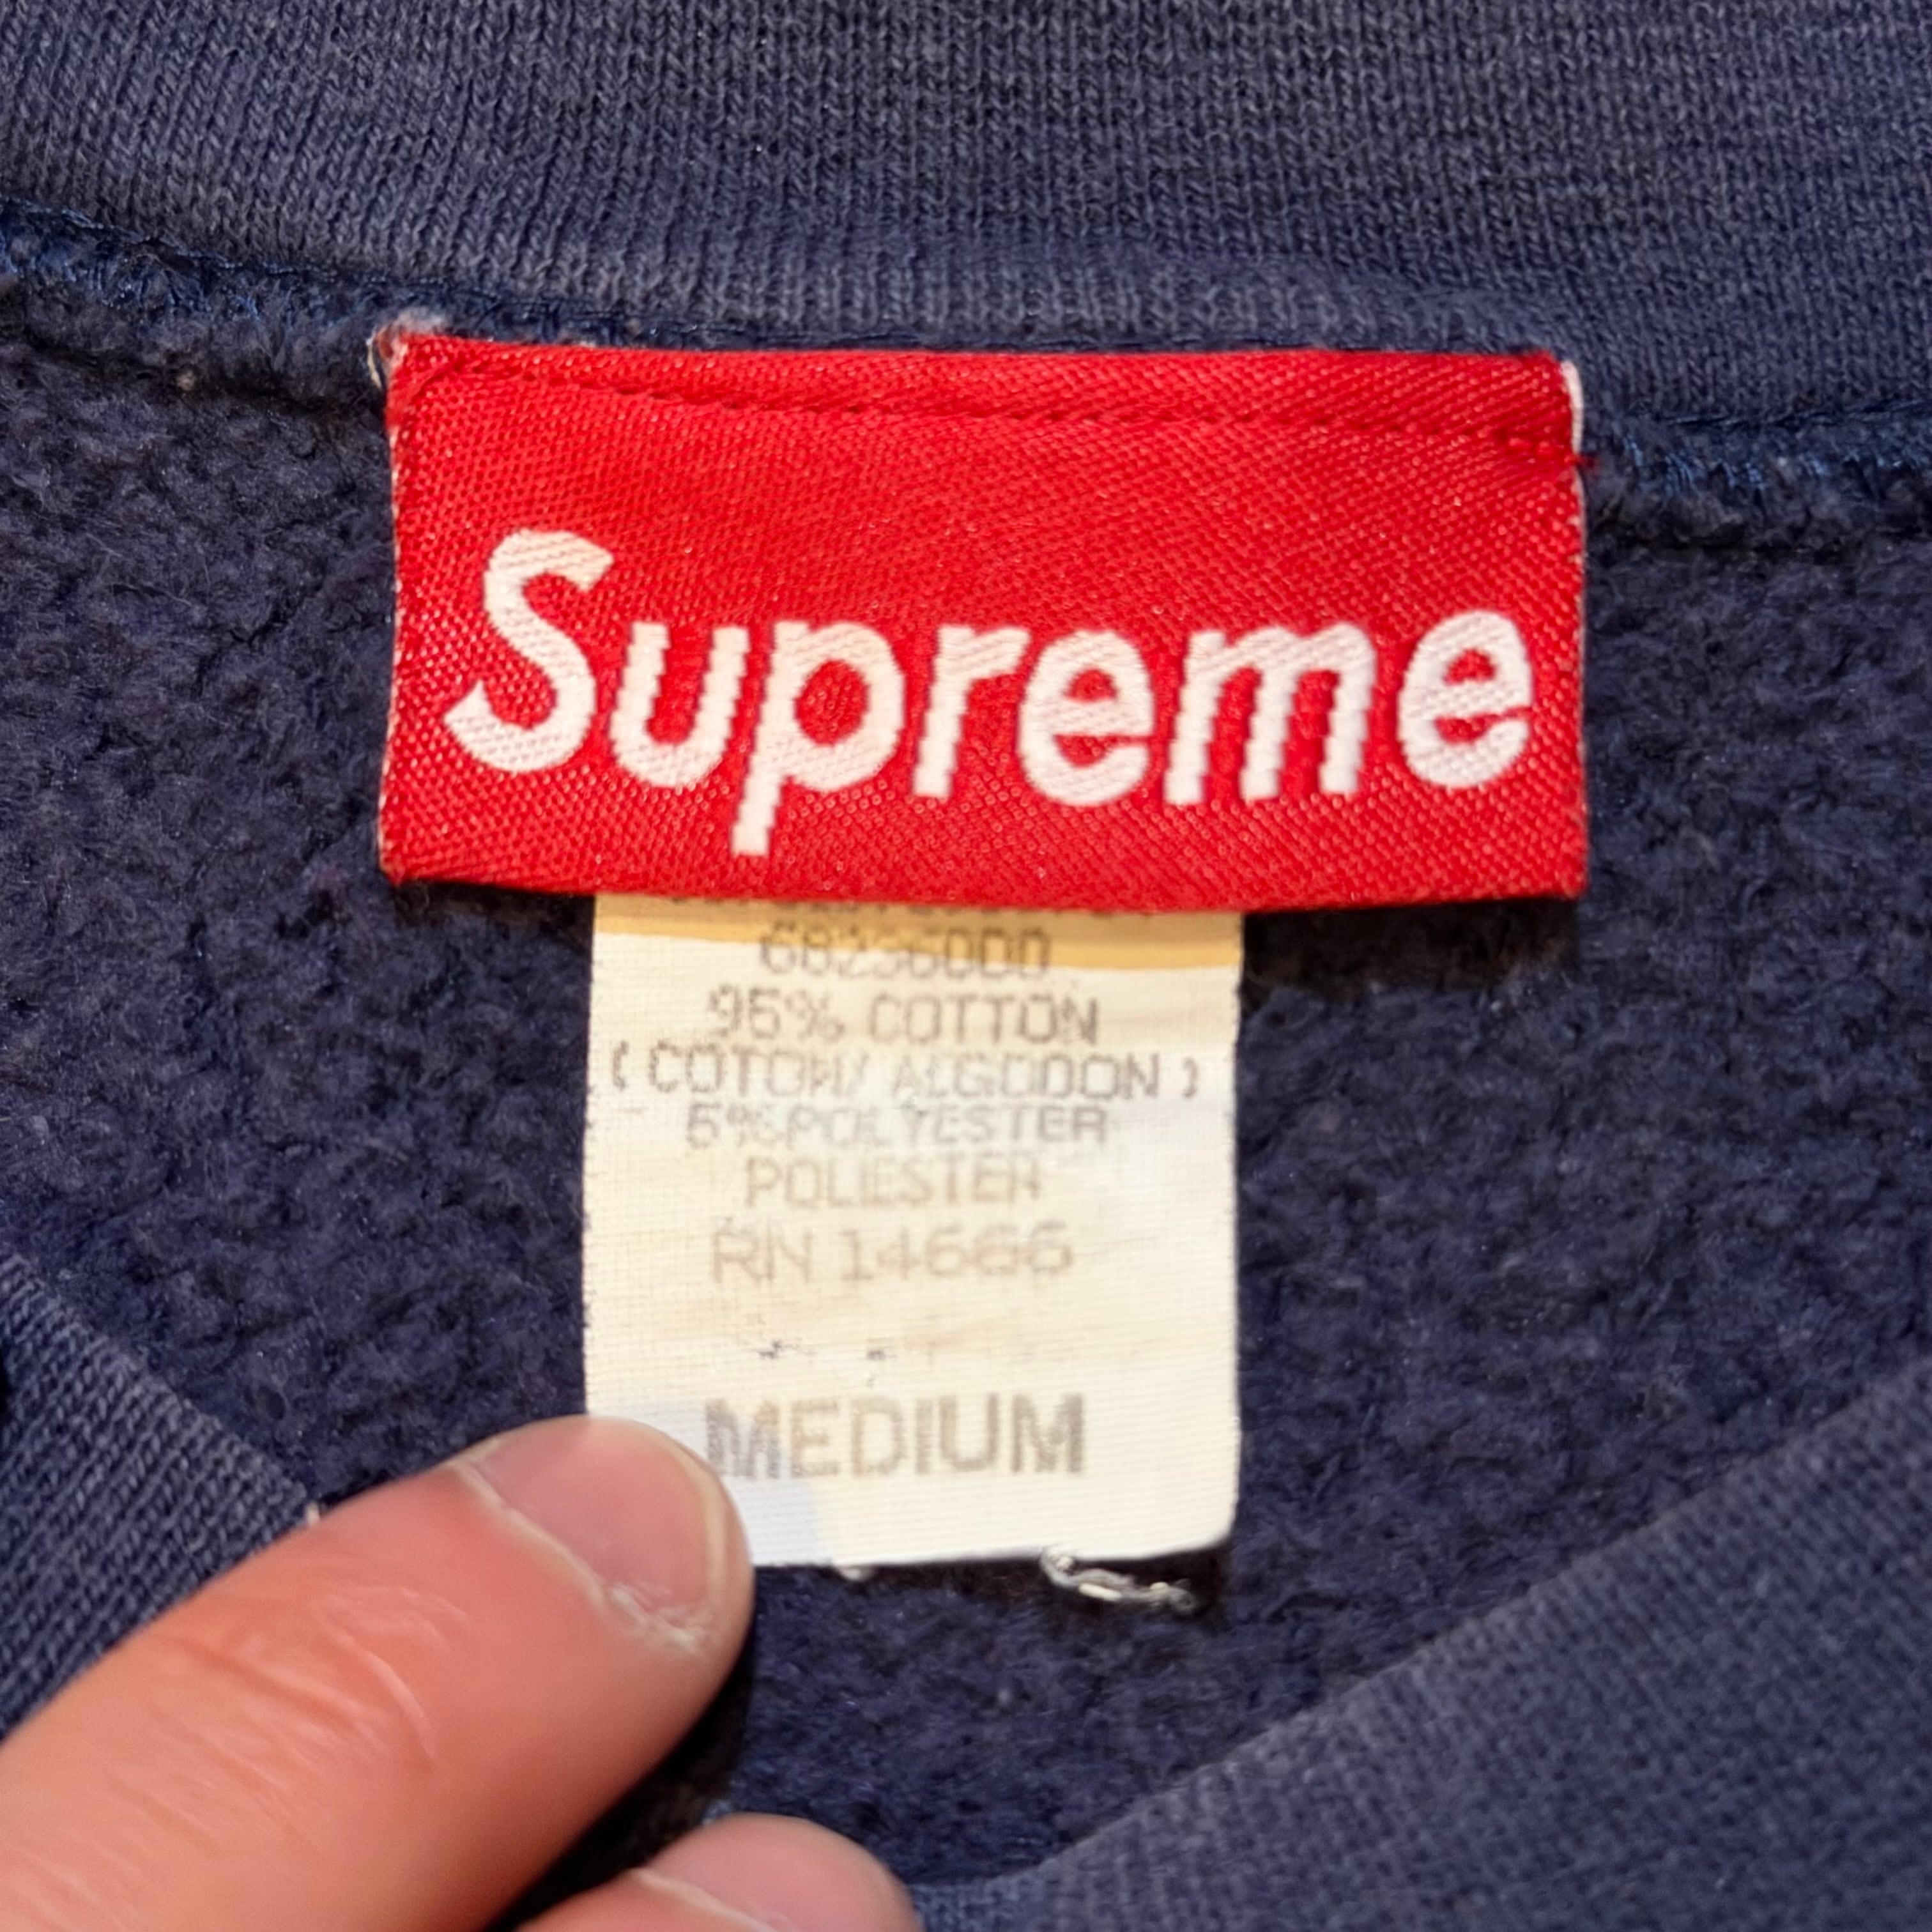 Supreme
68236000
95% COTTON
( COTON/ ALGODON )
5%POLYESTER
POLIESTER
RN 14666
MEDIUM